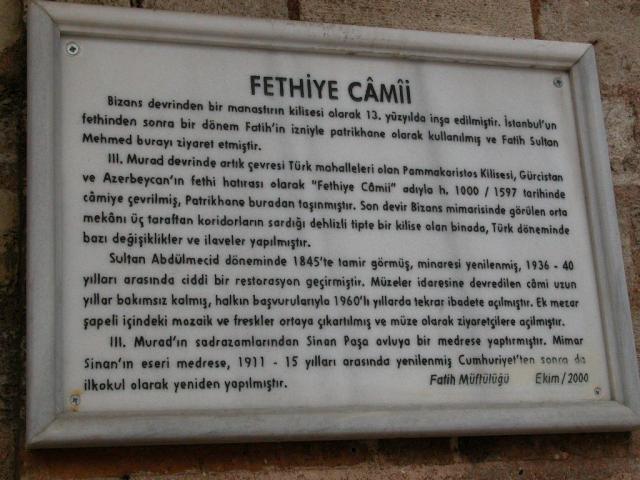 FETHİYE CÂMİİ
Bizans devrinden bir manastırın kilisesi olarak 13. yüzyılda inşa edilmiştir. İstanbul'un
fethinden sonra bir dönem Fatih'in izniyle patrikhane olarak kullanılmış ve Fatih Sultan
Mehmed burayı ziyaret etmiştir.
III. Murad devrinde artık çevresi Türk mahalleleri olan Pammakaristos Kilisesi, Gürcistan
ve Azerbeycan'ın fethi hatırası olarak "Fethiye Câmii" adıyla h. 1000 / 1597 tarihinde
câmiye çevrilmiş, Patrikhane buradan taşınmıştır. Son devir Bizans mimarisinde görülen orta
mekânı üç taraftan koridorların sardığı dehlizli tipte bir kilise olan binada, Türk döneminde
bazı değişiklikler ve ilaveler yapılmıştır.
Sultan Abdülmecid döneminde 1845'te tamir görmüş, minaresi yenilenmiş, 1936 - 40
yılları arasında ciddi bir restorasyon geçirmiştir. Müzeler idaresine devredilen câmi uzun
yıllar bakımsız kalmış, halkın başvurularıyla 1960'lı yıllarda tekrar ibadete açılmıştır. Ek mezar
şapeli içindeki mozaik ve freskler ortaya çıkartılmış ve müze olarak ziyaretçilere açılmıştır.
III. Murad'ın sadrazamlarından Sinan Paşa avluya bir medrese yaptırmıştır. Mimar
Sinan'ın eseri medrese, 1911 - 15 yılları arasında yenilenmiş Cumhuriyet'ten sonra da
ilkokul olarak yeniden yapılmıştır.
Fatih Müftülüğü Ekim / 2000